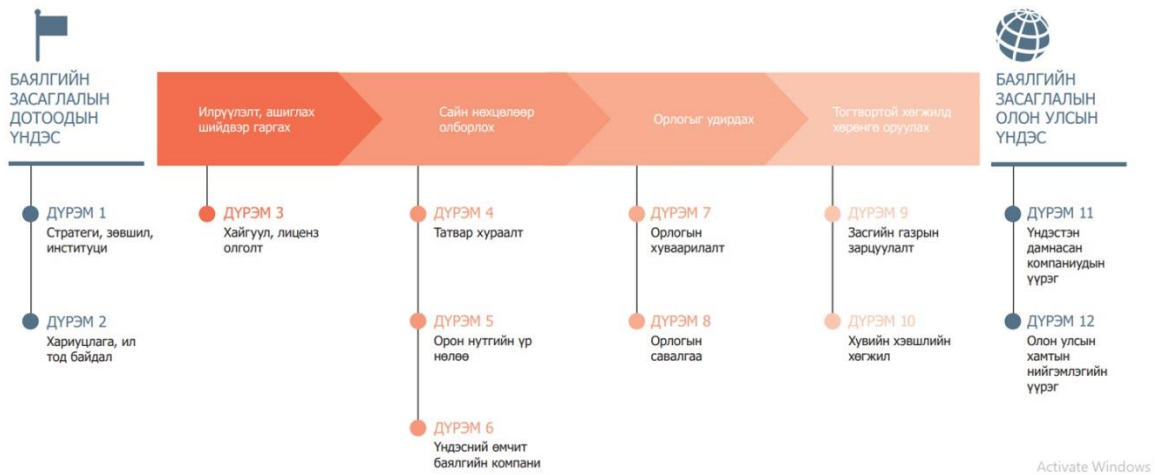 БАЯЛГИЙН
ЗАСАГЛАЛЫН
ДОТООДЫН
ҮНДЭС
Илрүүлэлт, ашиглах
шийдвэр гаргах
Сайн нөхцөлөөр
олборлох
Орлогыг удирдах
Тогтвортой хөгжилд
хөрөнгө оруулах
БАЯЛГИЙН
ЗАСАГЛАЛЫН
ОЛОН УЛСЫН
ҮНДЭС
ДҮРЭМ 1
Стратеги, зөвшил,
институци
ДҮРЭМ 2
Хариуцлага, ил
тод байдал
ДҮРЭМ 3
Хайгуул, лиценз
олголт
ДҮРЭМ 4
Татвар хураалт
ДҮРЭМ 5
Орон нутгийн үр
нөлөө
ДҮРЭМ 6
Үндэсний өмчит
баялгийн компани
ДҮРЭМ 7
Орлогын
хуваарилалт
ДҮРЭМ 8
Орлогын
савалгаа
ДҮРЭМ 9
Засгийн газрын
зарцуулалт
ДҮРЭМ 10
Хувийн хэвшлийн
хөгжил
ДҮРЭМ 11
Үндэстэн
дамнасан
компаниудын
үүрэг
ДҮРЭМ 12
Олон улсын
хамтын
нийгэмлэгийн
үүрэг
Activate Windows